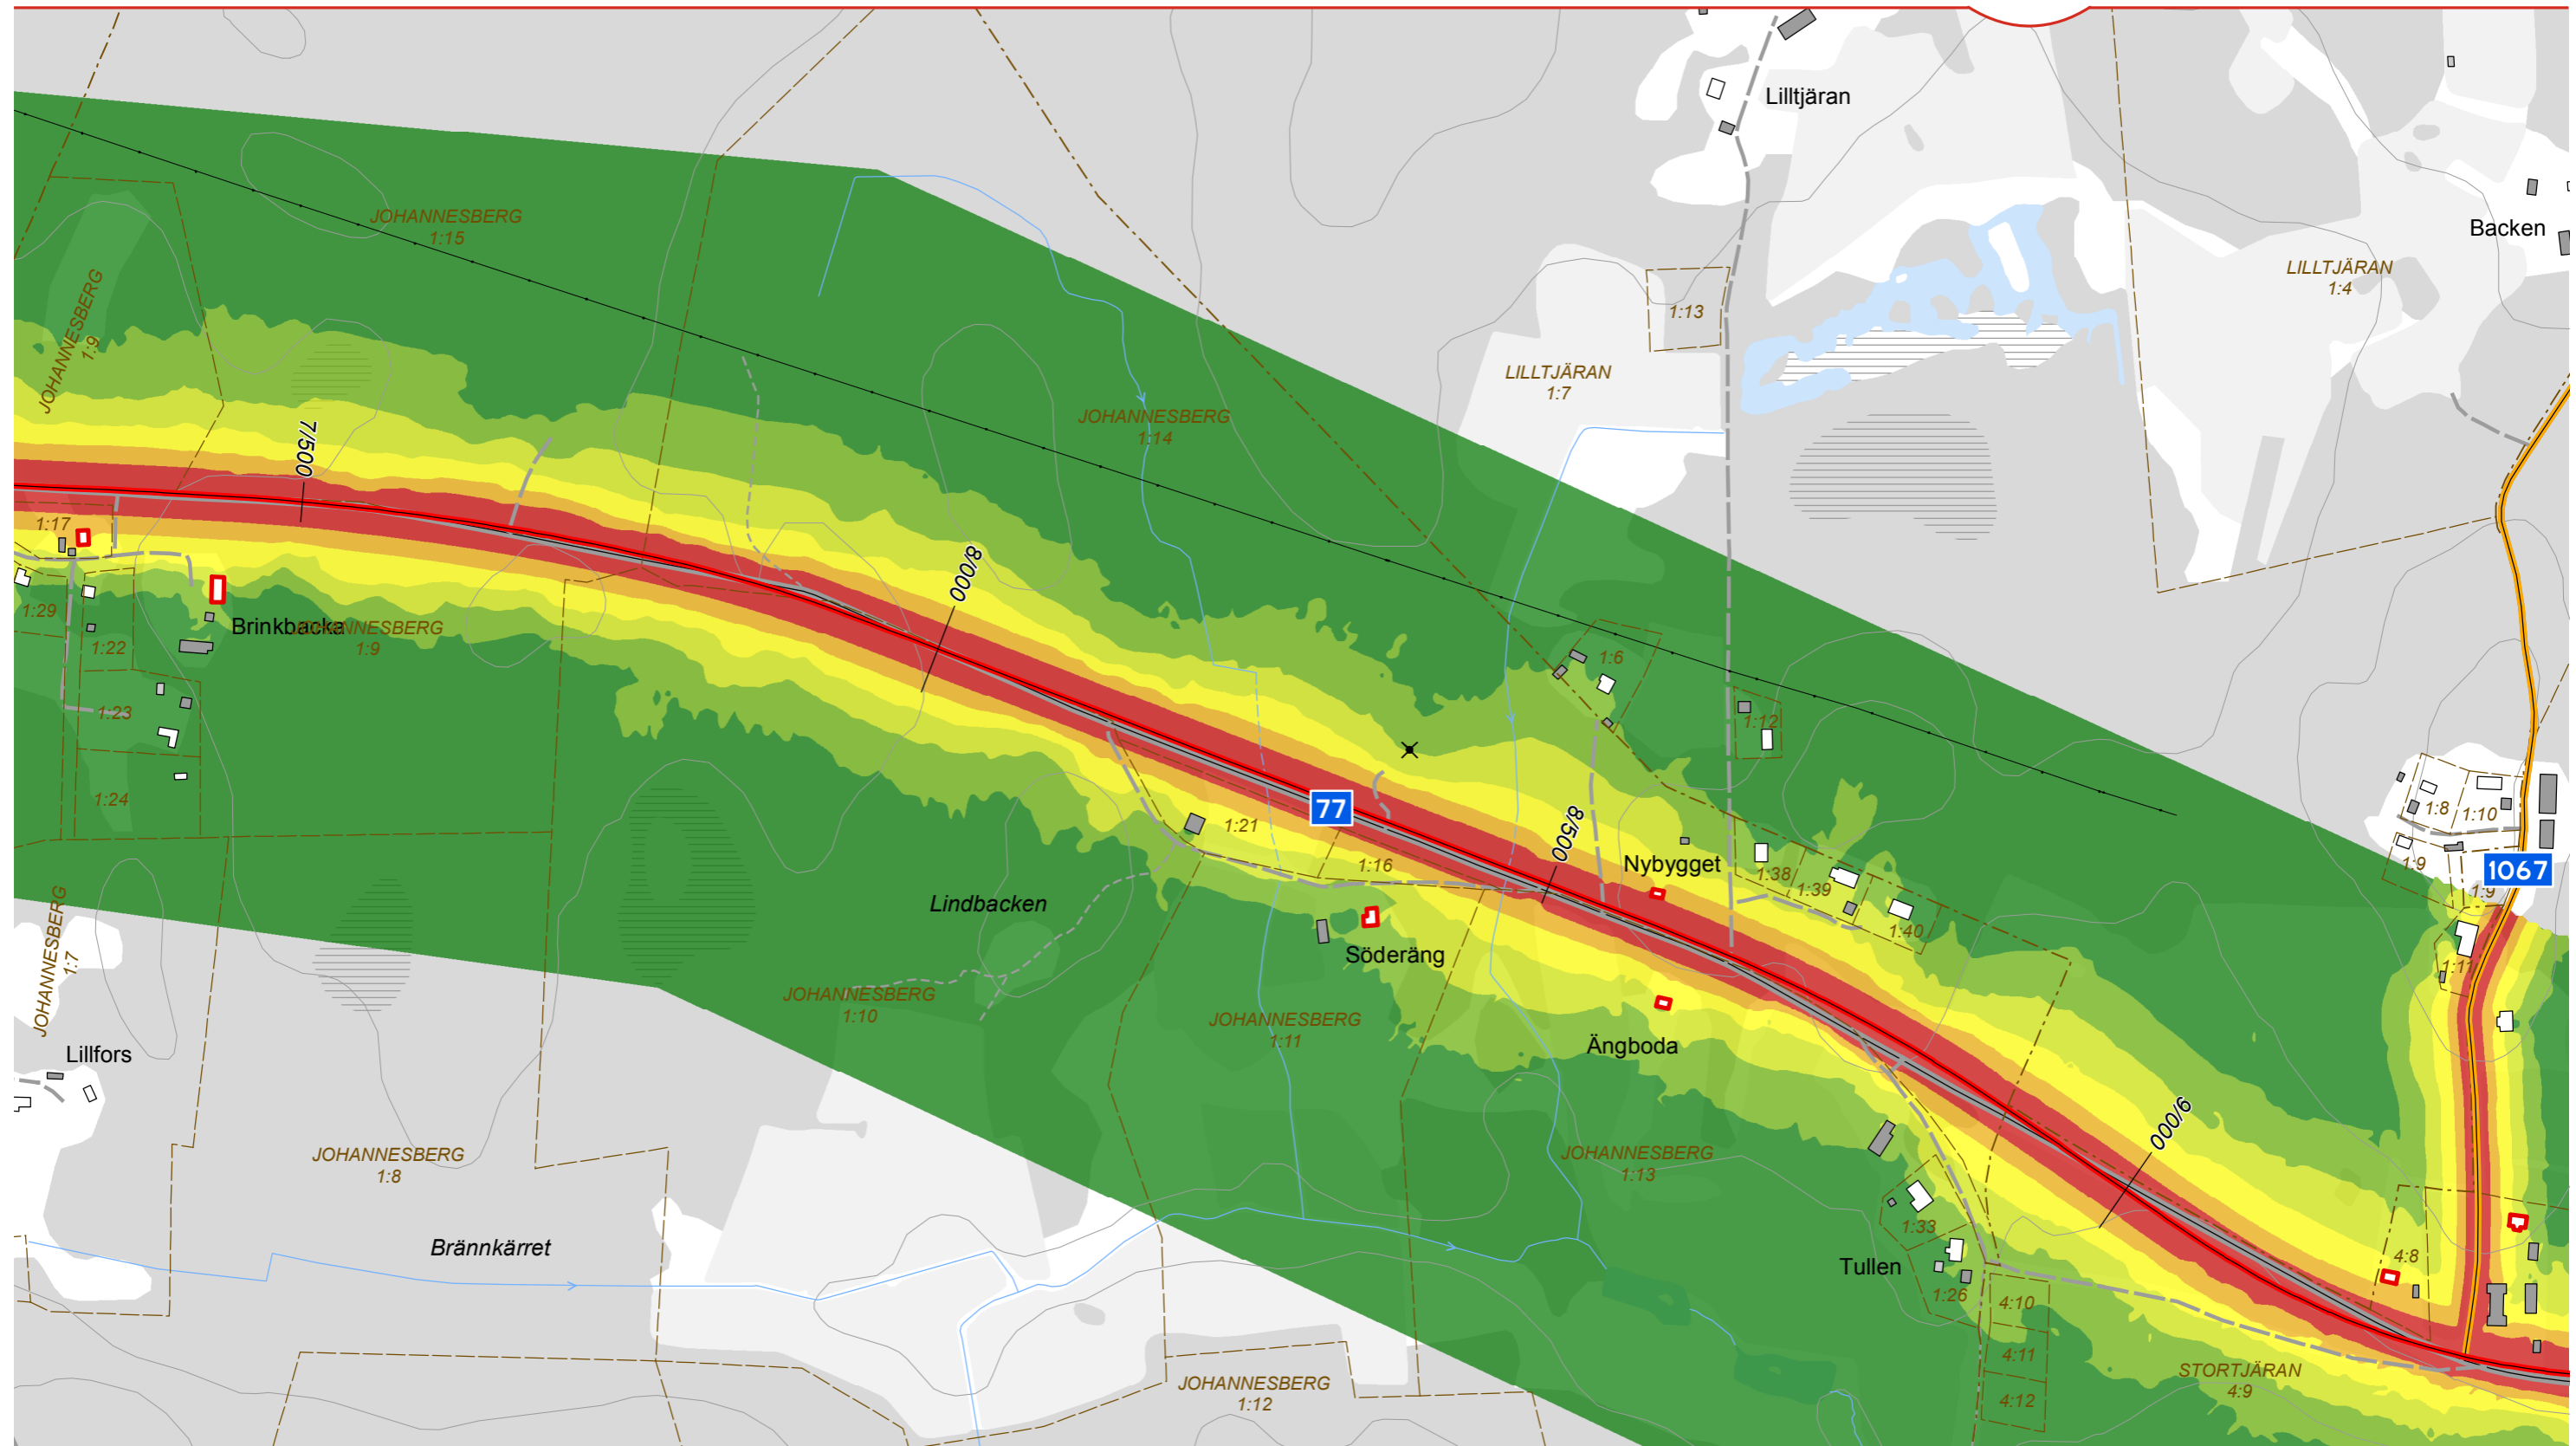 Lilltjäran
Backen
JOHANNESBERG
1:15
LILLTJÄRAN
1:4
JOHANNESBERG
1:9
1:13
LILLTJÄRAN
1:7
JOHANNESBERG
1:14
7/500
8/000
1:17
1:29
1:22
Brinkbacka
JOHANNESBERG
1:9
1:6
1:23
1:12
1:24
77
1:21
1:16
8/500
Nybygget
1:38
1:39
1:40
1:8
1:10
1:9
1067
1:9
1:11
Lindbacken
Söderäng
JOHANNESBERG
1:7
JOHANNESBERG
1:10
JOHANNESBERG
1:11
Ängboda
Lillfors
9/000
JOHANNESBERG
1:8
JOHANNESBERG
1:13
1:33
Brännkärret
Tullen
1:26
4:8
4:10
4:11
4:12
JOHANNESBERG
1:12
STORTJÄRAN
4:9